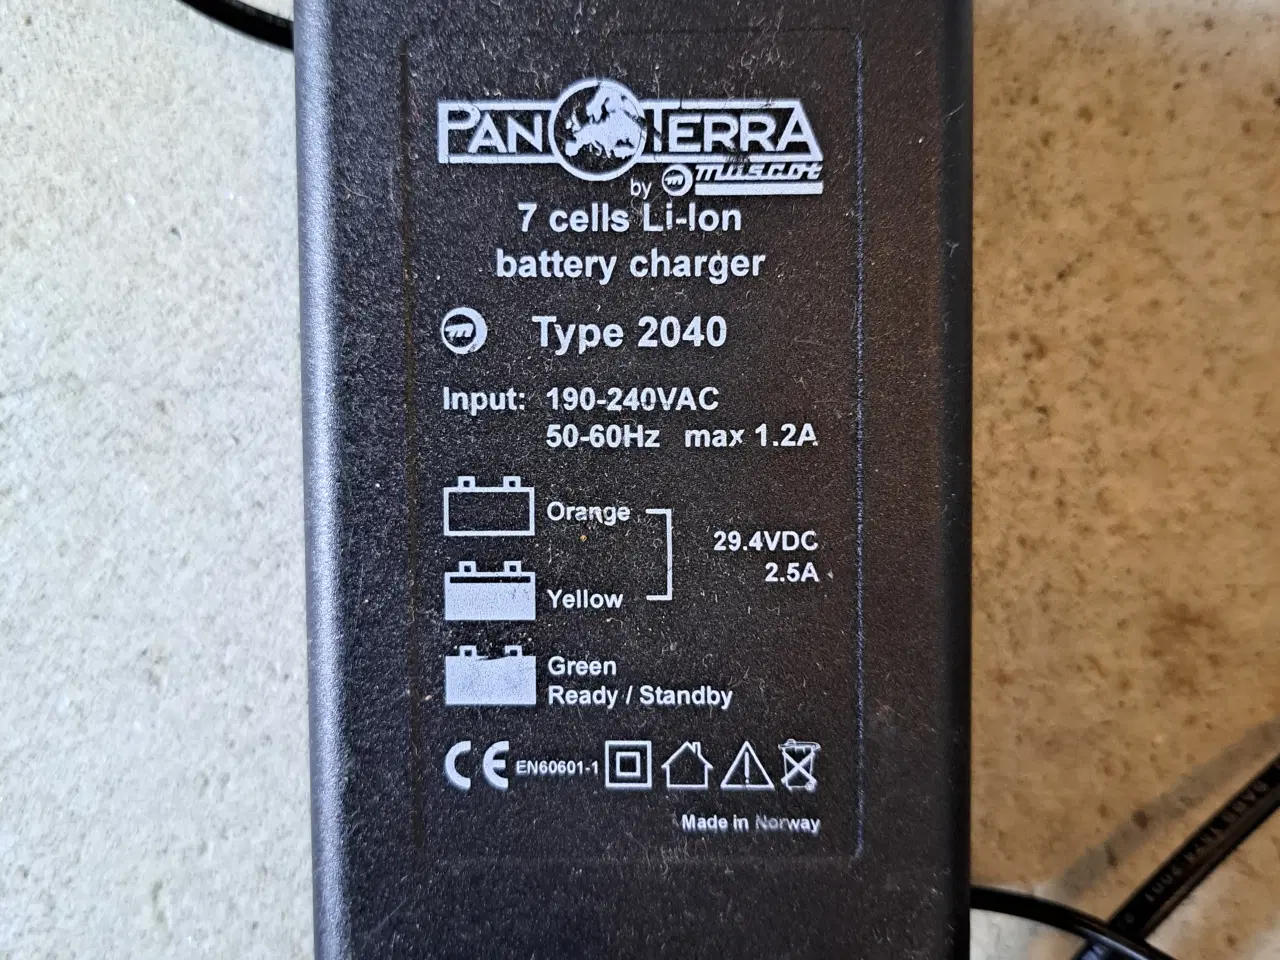 PANTERRA
by m mascot
7 cells Li-Ion
battery charger
m Type 2040
Input: 190-240VAC
50-60Hz max 1.2A
Orange
29.4VDC
2.5A
Yellow
Green
Ready / Standby
CE EN60601-1
Made in Norway